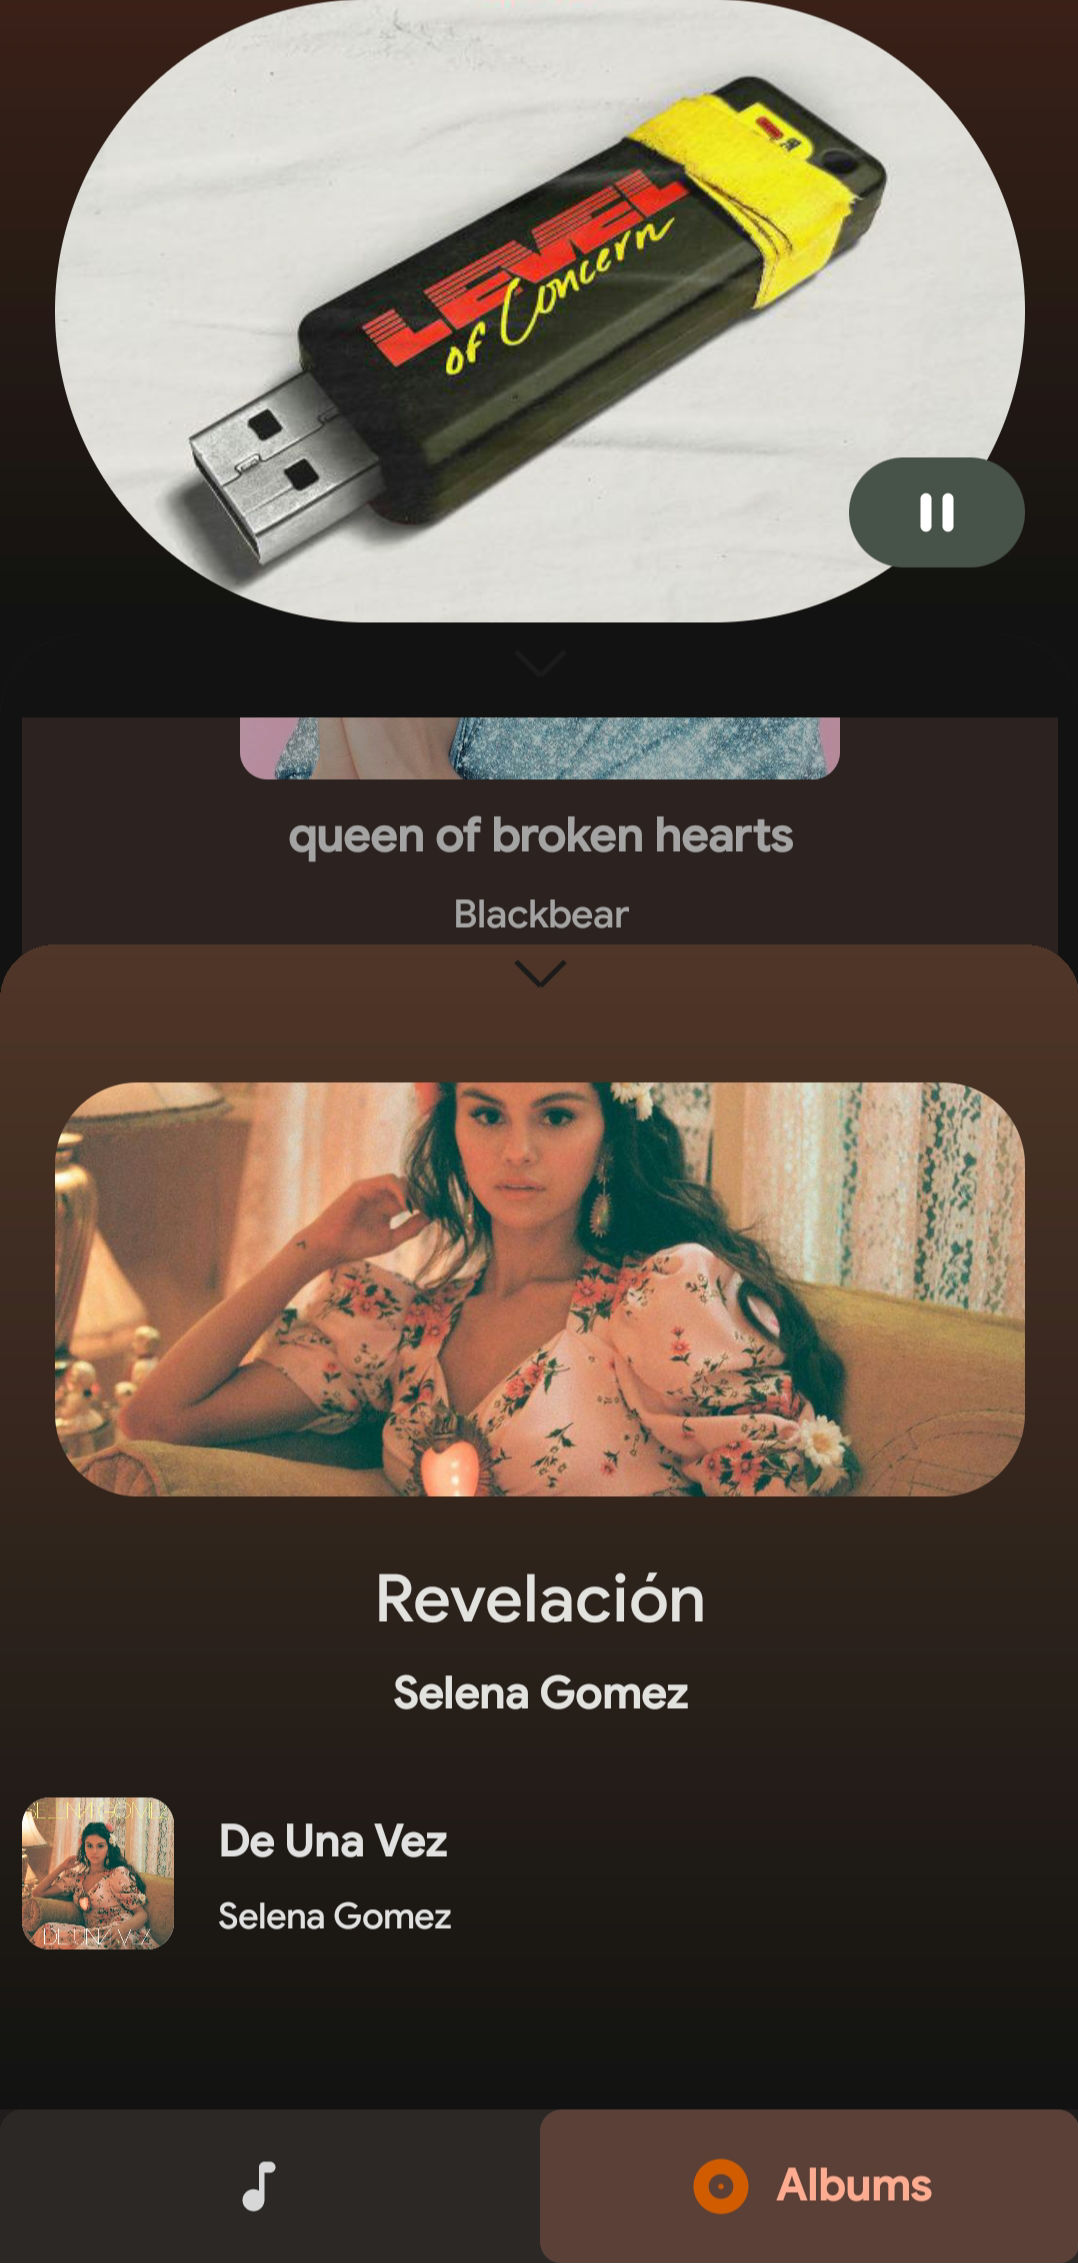 LEVEL
of Concern
queen of broken hearts
Blackbear
Revelación
Selena Gomez
SELENA GOMEZ
DE UNA VEZ
De Una Vez
Selena Gomez
Albums